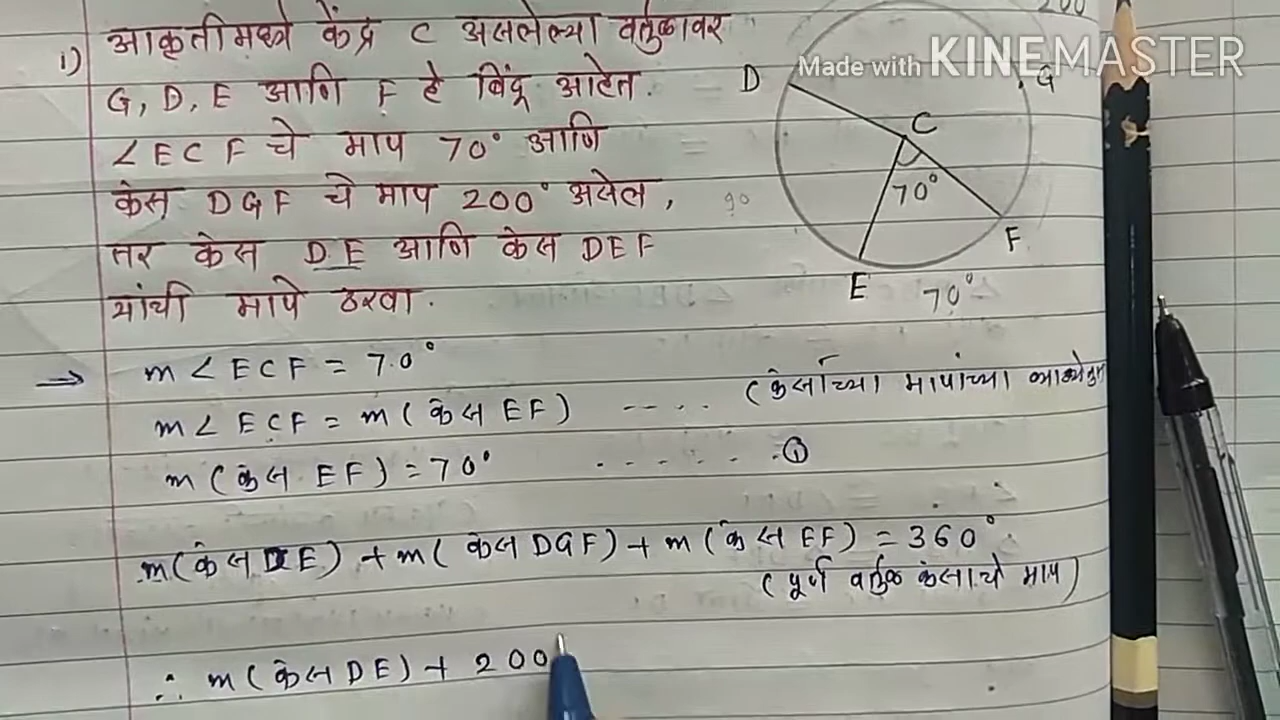 i) आकृतीमध्ये केंद्र C असलेल्या वर्तुळावर
G, D, E आणि F हे बिंदू आहेत.
∠ECF चे माप 70° आणि
कंस DGF चे माप 200° असेल,
तर कंस DE आणि कंस DEF
यांची मापे ठरवा.
200
Made with KINEMASTER
D
G
C
70°
F
E
70°
90
→ m∠ECF = 70°
m∠ECF = m(कंस EF) ---- (कंसांच्या मापांच्या व्याख्येनुसार
m(कंस EF) = 70° ....... ①
m(कंस DE) + m(कंस DGF) + m(कंस EF) = 360°
(पूर्ण वर्तुळ कंसाचे माप)
∴ m(कंस DE) + 200